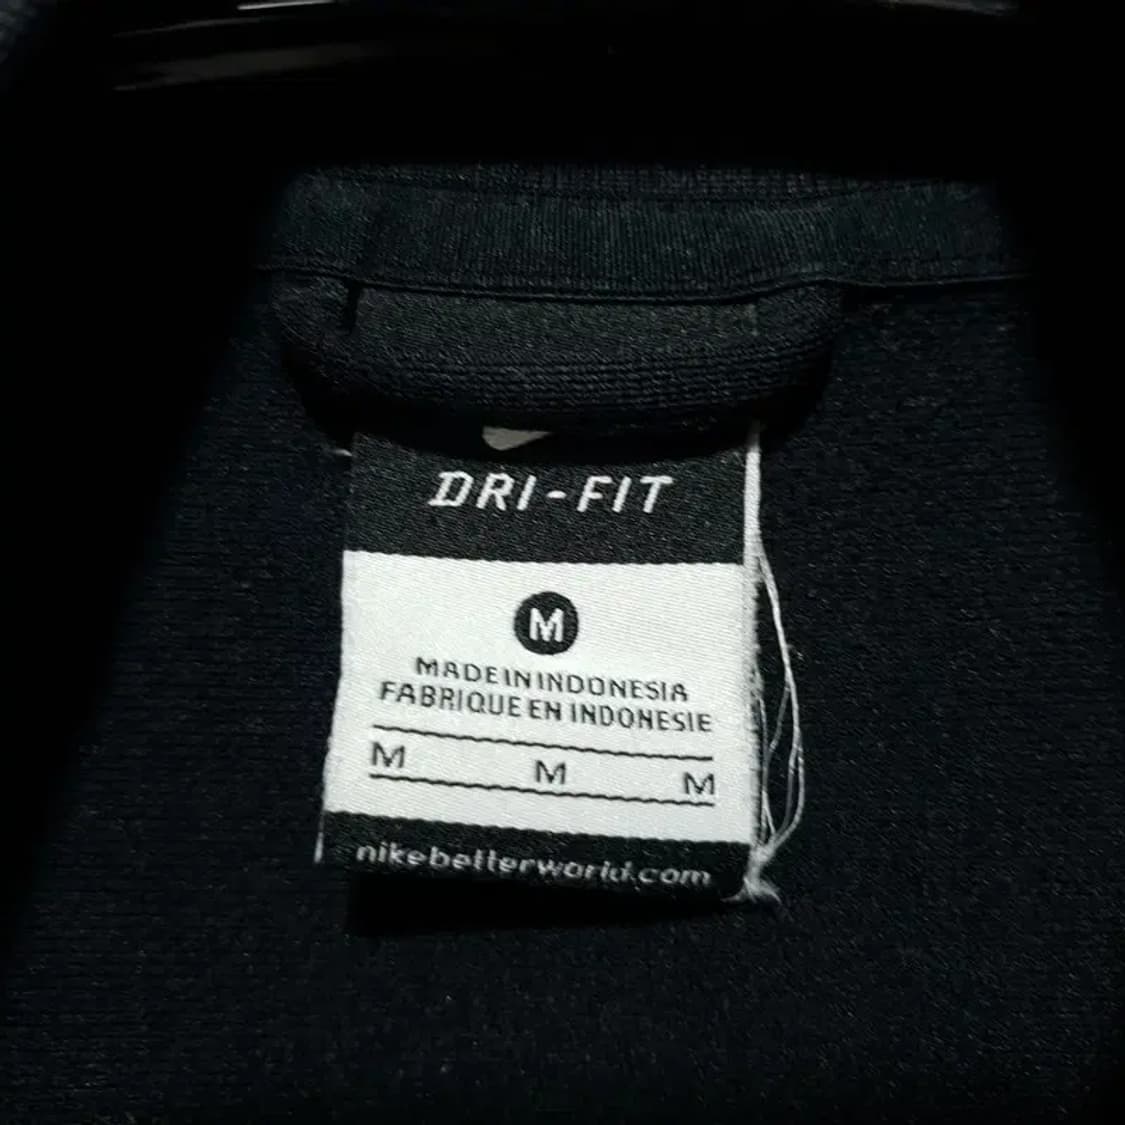 DRI-FIT
M
MADE IN INDONESIA
FABRIQUE EN INDONESIE
M M M
nikebetterworld.com